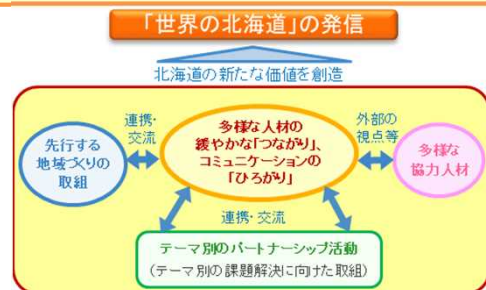 「世界の北海道」の発信
北海道の新たな価値を創造
先行する
地域づくりの
取組
連携・
交流
多様な人材の
緩やかな「つながり」、
コミュニケーションの
「ひろがり」
外部の
視点等
多様な
協力人材
連携・交流
テーマ別のパートナーシップ活動
(テーマ別の課題解決に向けた取組)